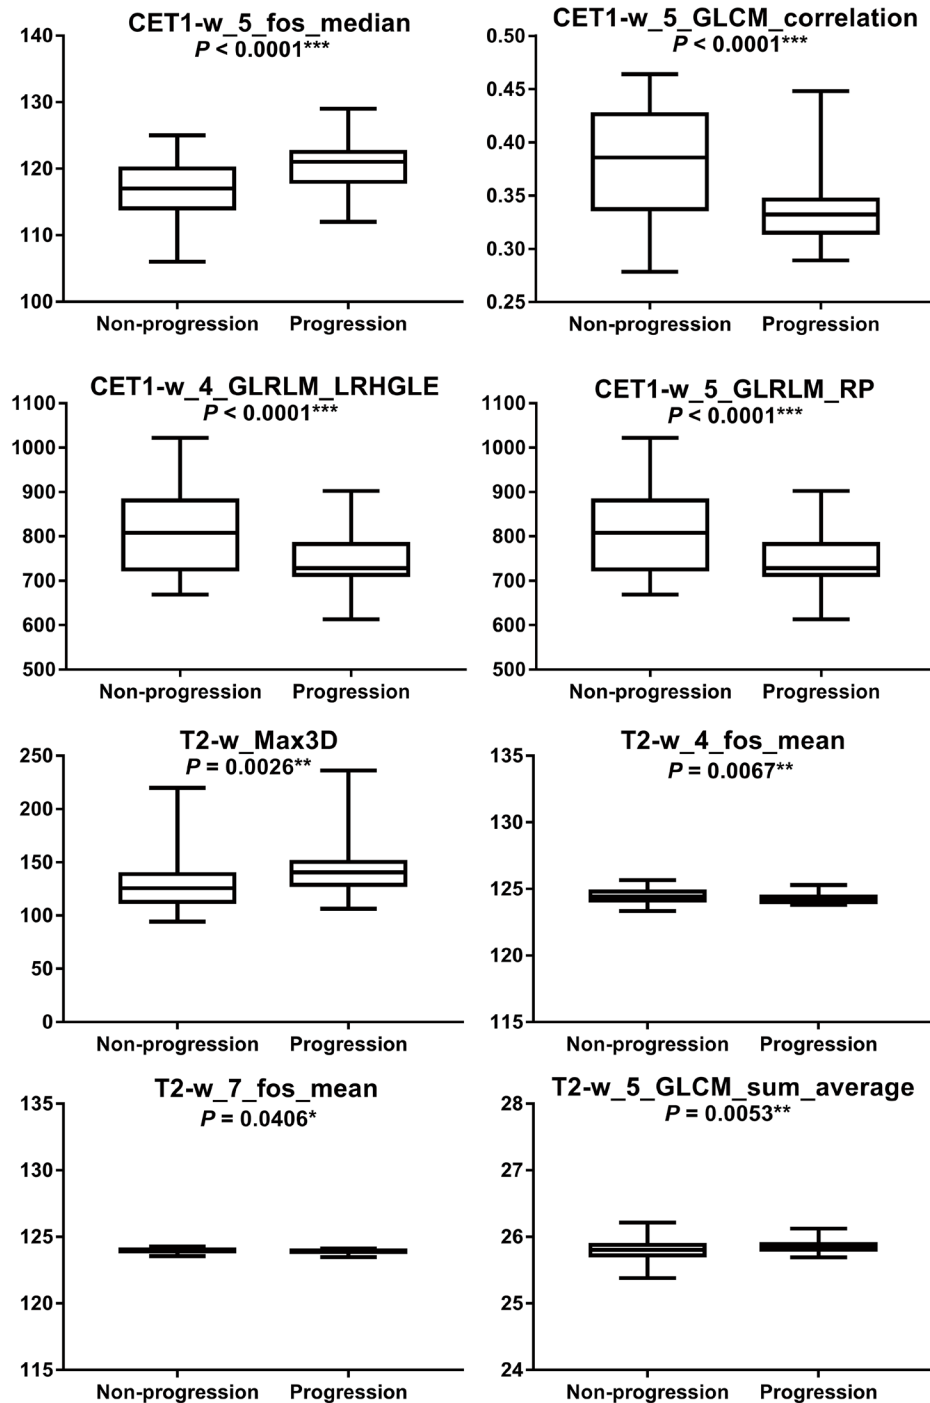 CET1-w_5_fos_median
P < 0.0001***
140
130
120
110
100
Non-progression Progression
CET1-w_5_GLCM_correlation
P < 0.0001***
0.50
0.45
0.40
0.35
0.30
0.25
Non-progression Progression
CET1-w_4_GLRLM_LRHGLE
P < 0.0001***
1100
1000
900
800
700
600
500
Non-progression Progression
CET1-w_5_GLRLM_RP
P < 0.0001***
1100
1000
900
800
700
600
500
Non-progression Progression
T2-w_Max3D
P = 0.0026**
250
200
150
100
50
0
Non-progression Progression
T2-w_4_fos_mean
P = 0.0067**
135
130
125
120
115
Non-progression Progression
T2-w_7_fos_mean
P = 0.0406*
135
130
125
120
115
Non-progression Progression
T2-w_5_GLCM_sum_average
P = 0.0053**
28
27
26
25
24
Non-progression Progression